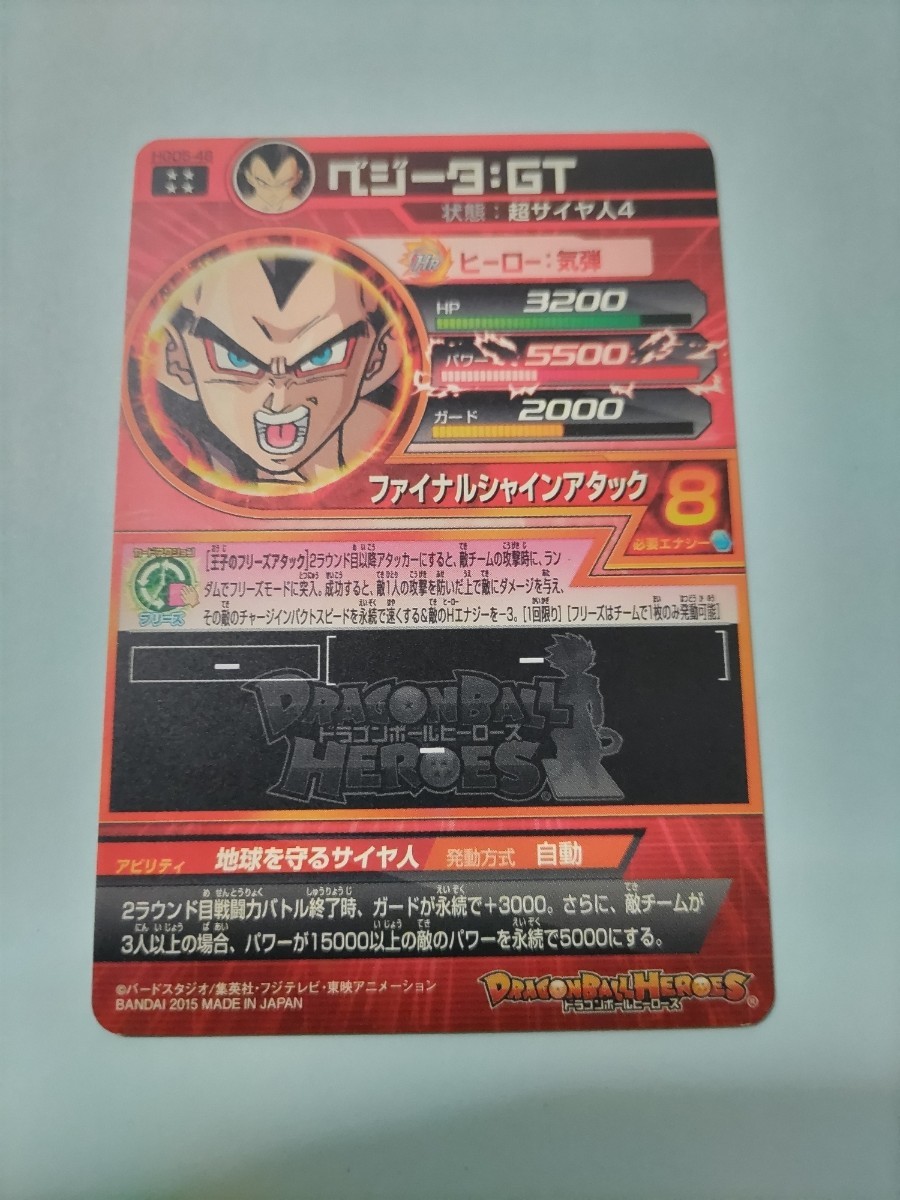 HGD5-48
ベジータ:GT
状態：超サイヤ人4
Hr ヒーロー：気弾
HP 3200
パワー 5500
ガード 2000
ファイナルシャインアタック 8
必要エナジー
カードアクション
フリーズ
[王子のフリーズアタック]2ラウンド目以降アタッカーにすると、敵チームの攻撃時に、ラン
ダムでフリーズモードに突入。成功すると、敵1人の攻撃を防いだ上で敵にダメージを与え、
その敵のチャージインパクトスピードを永続で速くする&敵のHエナジーを-3。[1回限り][フリーズはチームで1枚のみ発動可能]
DRAGONBALL
ドラゴンボールヒーローズ
HEROES
アビリティ 地球を守るサイヤ人 発動方式 自動
2ラウンド目戦闘力バトル終了時、ガードが永続で+3000。さらに、敵チームが
3人以上の場合、パワーが15000以上の敵のパワーを永続で5000にする。
©バードスタジオ/集英社・フジテレビ・東映アニメーション
BANDAI 2015 MADE IN JAPAN
DRAGONBALL HEROES
ドラゴンボールヒーローズ